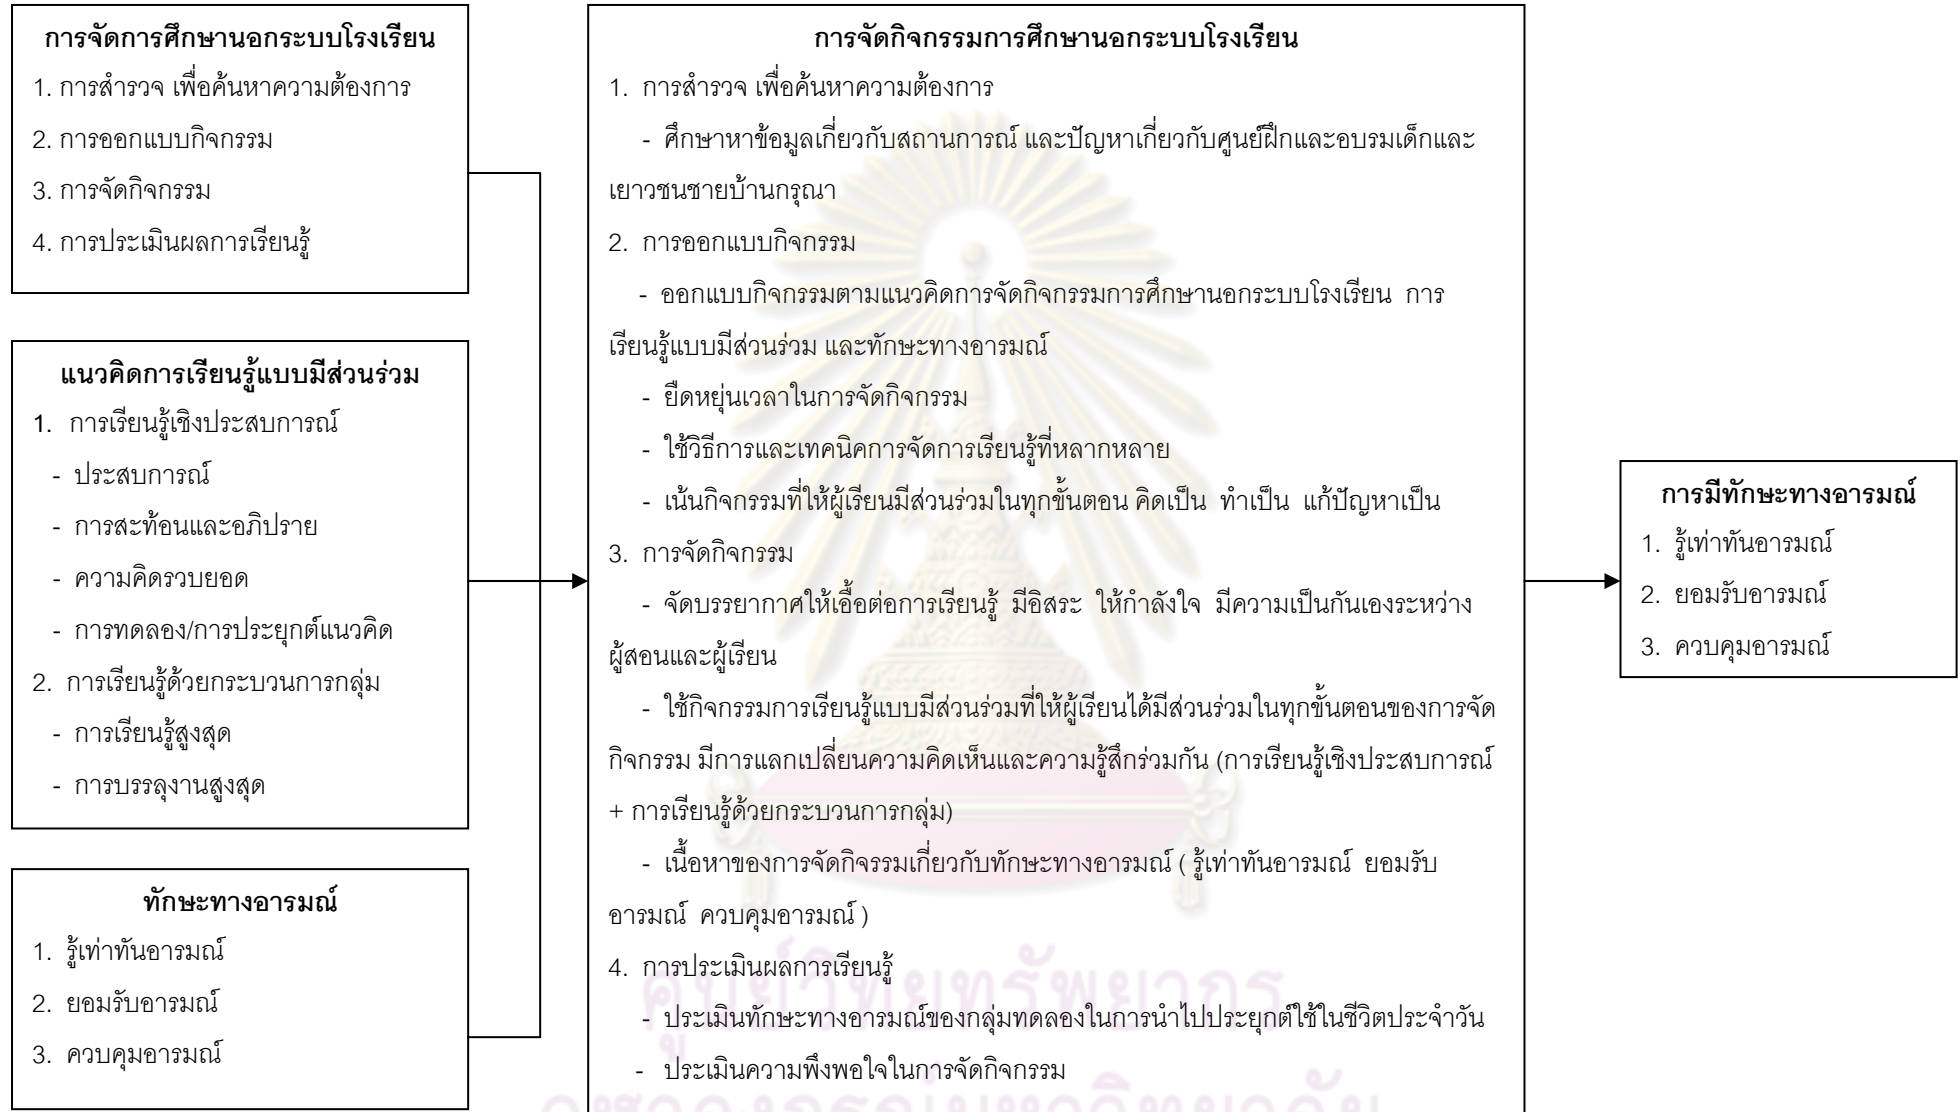 การจัดการศึกษานอกระบบโรงเรียน
1. การสำรวจ เพื่อค้นหาความต้องการ
2. การออกแบบกิจกรรม
3. การจัดกิจกรรม
4. การประเมินผลการเรียนรู้
แนวคิดการเรียนรู้แบบมีส่วนร่วม
1. การเรียนรู้เชิงประสบการณ์
- ประสบการณ์
- การสะท้อนและอภิปราย
- ความคิดรวบยอด
- การทดลอง/การประยุกต์แนวคิด
2. การเรียนรู้ด้วยกระบวนการกลุ่ม
- การเรียนรู้สูงสุด
- การบรรลุงานสูงสุด
ทักษะทางอารมณ์
1. รู้เท่าทันอารมณ์
2. ยอมรับอารมณ์
3. ควบคุมอารมณ์
การจัดกิจกรรมการศึกษานอกระบบโรงเรียน
1. การสำรวจ เพื่อค้นหาความต้องการ
- ศึกษาหาข้อมูลเกี่ยวกับสถานการณ์ และปัญหาเกี่ยวกับศูนย์ฝึกและอบรมเด็กและ
เยาวชนชายบ้านกรุณา
2. การออกแบบกิจกรรม
- ออกแบบกิจกรรมตามแนวคิดการจัดกิจกรรมการศึกษานอกระบบโรงเรียน การ
เรียนรู้แบบมีส่วนร่วม และทักษะทางอารมณ์
- ยืดหยุ่นเวลาในการจัดกิจกรรม
- ใช้วิธีการและเทคนิคการจัดการเรียนรู้ที่หลากหลาย
- เน้นกิจกรรมที่ให้ผู้เรียนมีส่วนร่วมในทุกขั้นตอน คิดเป็น ทำเป็น แก้ปัญหาเป็น
3. การจัดกิจกรรม
- จัดบรรยากาศให้เอื้อต่อการเรียนรู้ มีอิสระ ให้กำลังใจ มีความเป็นกันเองระหว่าง
ผู้สอนและผู้เรียน
- ใช้กิจกรรมการเรียนรู้แบบมีส่วนร่วมที่ให้ผู้เรียนได้มีส่วนร่วมในทุกขั้นตอนของการจัด
กิจกรรม มีการแลกเปลี่ยนความคิดเห็นและความรู้สึกร่วมกัน (การเรียนรู้เชิงประสบการณ์
+ การเรียนรู้ด้วยกระบวนการกลุ่ม)
- เนื้อหาของการจัดกิจรรมเกี่ยวกับทักษะทางอารมณ์ ( รู้เท่าทันอารมณ์ ยอมรับ
อารมณ์ ควบคุมอารมณ์ )
4. การประเมินผลการเรียนรู้
- ประเมินทักษะทางอารมณ์ของกลุ่มทดลองในการนำไปประยุกต์ใช้ในชีวิตประจำวัน
- ประเมินความพึงพอใจในการจัดกิจกรรม
การมีทักษะทางอารมณ์
1. รู้เท่าทันอารมณ์
2. ยอมรับอารมณ์
3. ควบคุมอารมณ์
ศูนย์วิทยทรัพยากร
จุฬาลงกรณ์มหาวิทยาลัย